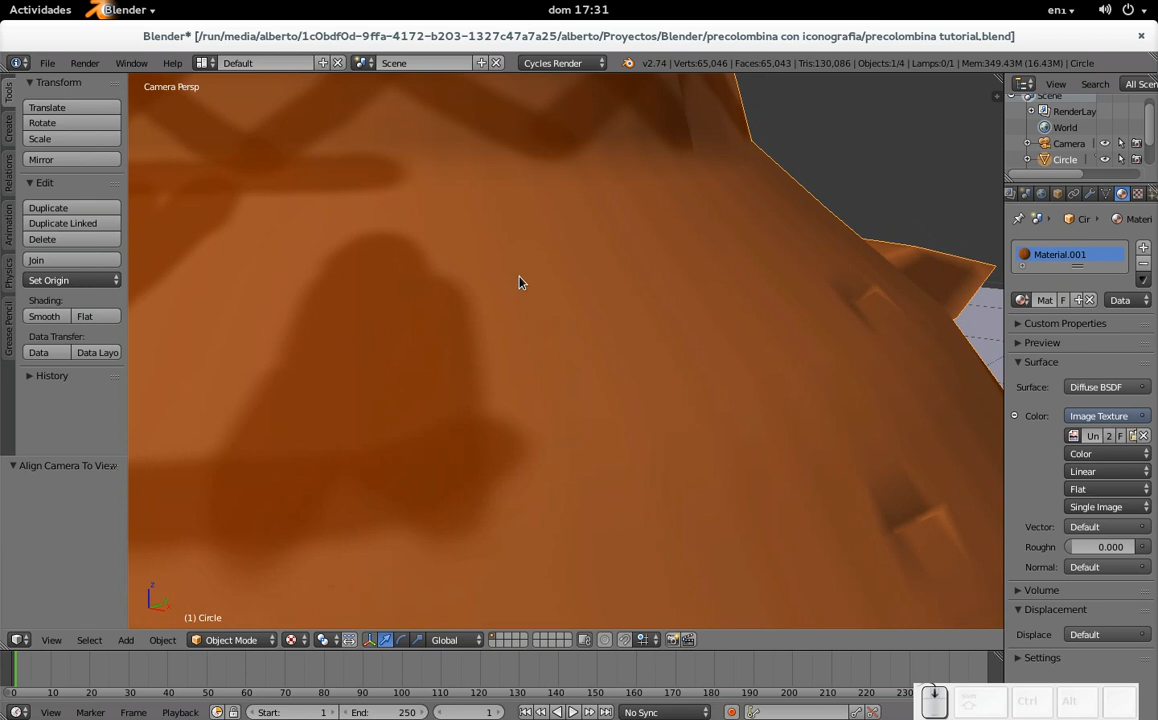 Actividades Blender dom 17:31 en1
Blender* [/run/media/alberto/1c0bdf0d-9ffa-4172-b203-1327c47a7a25/alberto/Proyectos/Blender/precolombina con iconografia/precolombina tutorial.blend] ×
File Render Window Help Default Scene Cycles Render v2.74 | Verts:65,046 | Faces:65,043 | Tris:130,086 | Objects:1/4 | Lamps:0/1 | Mem:349.43M (16.43M) | Circle
Tools
Create
Relations
Animation
Physics
Grease Pencil
Transform
Translate
Rotate
Scale
Mirror
Edit
Duplicate
Duplicate Linked
Delete
Join
Set Origin
Shading:
Smooth Flat
Data Transfer:
Data Data Layo
History
Align Camera To View
Camera Persp
(1) Circle
z
View Search All Scen
Scene
RenderLay
World
Camera
Circle
Cir Materi
Material.001
Mat F Data
Custom Properties
Preview
Surface
Surface: Diffuse BSDF
Color: Image Texture
Un 2 F
Color
Linear
Flat
Single Image
Vector: Default
Roughn 0.000
Normal: Default
Volume
Displacement
Displace Default
Settings
View Select Add Object Object Mode Global
0 10 20 30 40 50 60 70 80 90 100 110 120 130 140 150 160 170 180 190 200 210 220 230
View Marker Frame Playback Start: 1 End: 250 1 No Sync
Shift Ctrl Alt